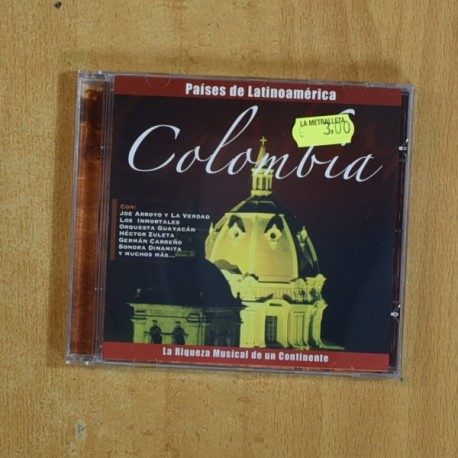 Países de Latinoamérica
LA METRALLETA
€ 3,00
Colombia
CON:
JOE ARROYO Y LA VERDAD
LOS INMORTALES
ORQUESTA GUAYACÁN
HÉCTOR ZULETA
GERMÁN CARREÑO
SONORA DINAMITA
Y MUCHOS MÁS...
La Riqueza Musical de un Continente